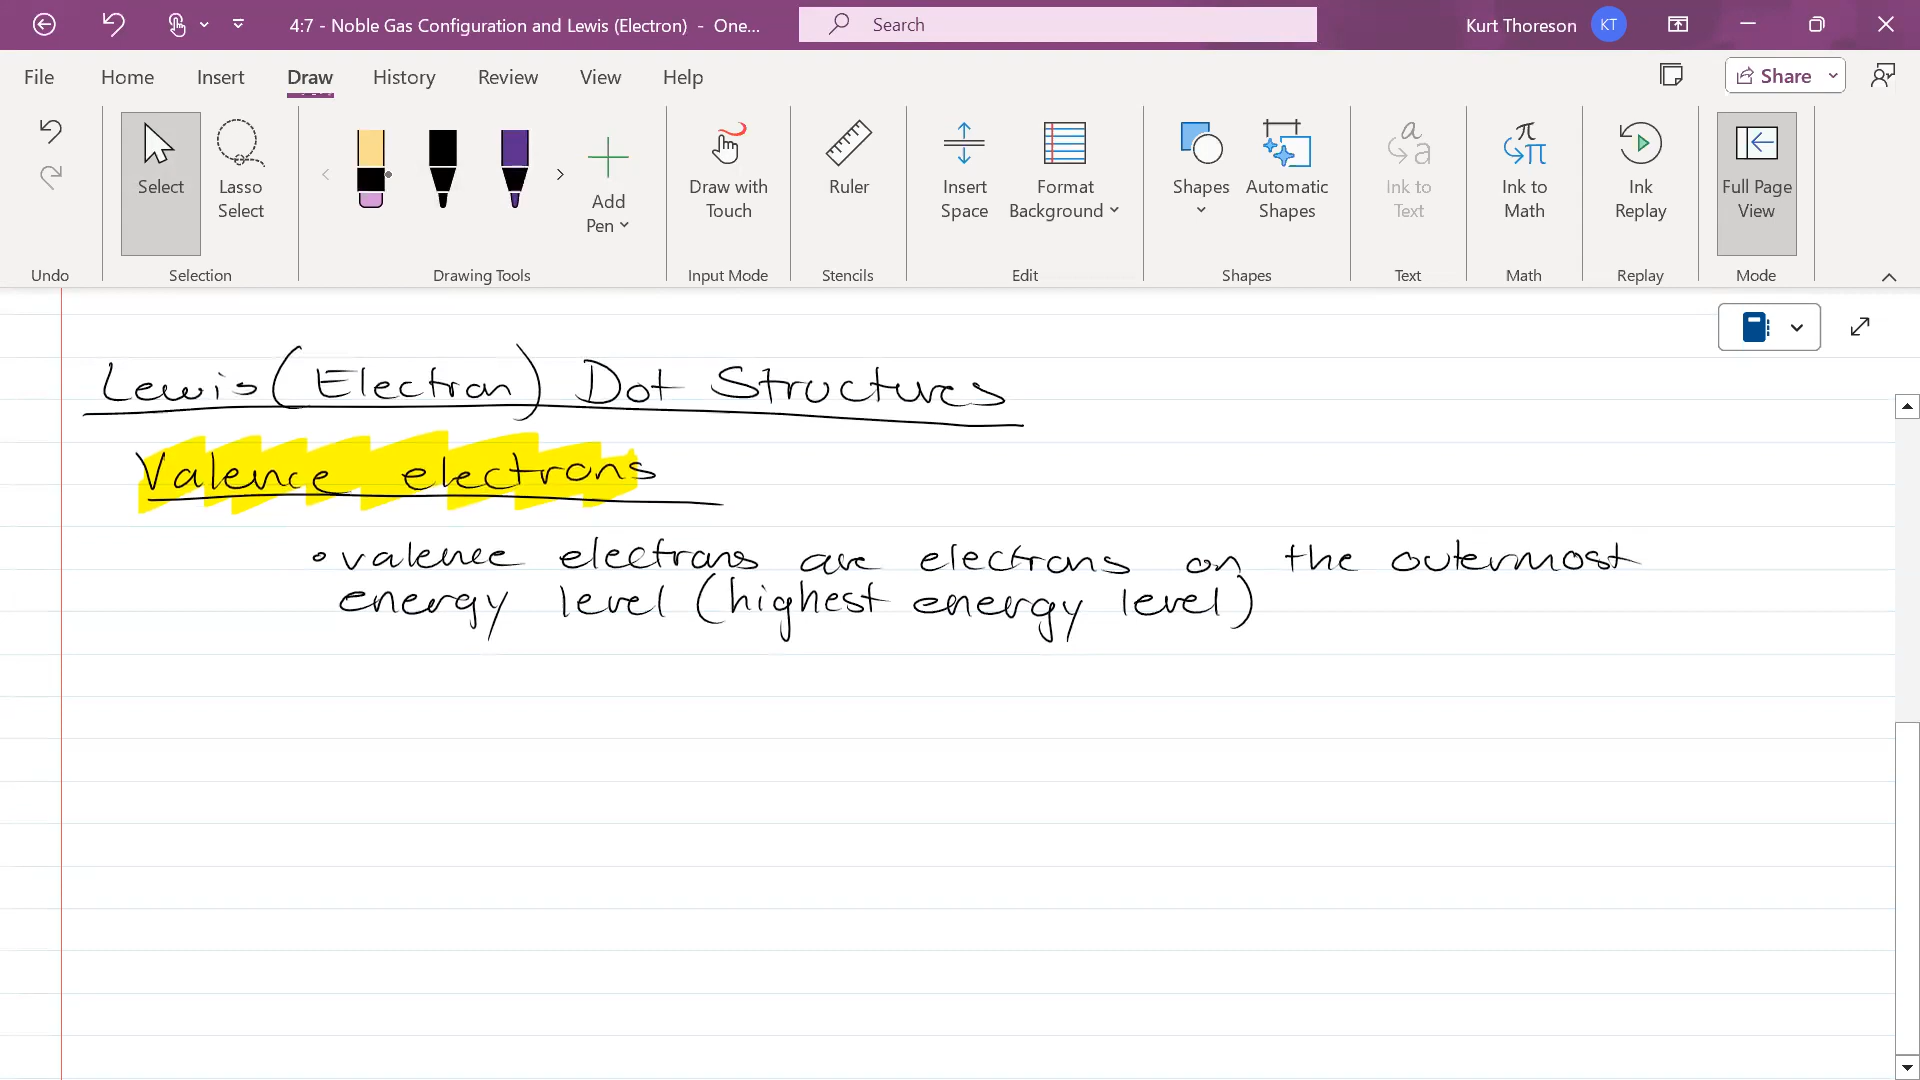 4:7 - Noble Gas Configuration and Lewis (Electron) - One...
Search
Kurt Thoreson
KT
File Home Insert Draw History Review View Help
Share
Select
Lasso Select
Add Pen
Draw with Touch
Ruler
Insert Space
Format Background
Shapes
Automatic Shapes
Ink to Text
Ink to Math
Ink Replay
Full Page View
Undo Selection Drawing Tools Input Mode Stencils Edit Shapes Text Math Replay Mode
Lewis (Electron) Dot Structures
Valence electrons
• valence electrons are electrons on the outermost
energy level (highest energy level)